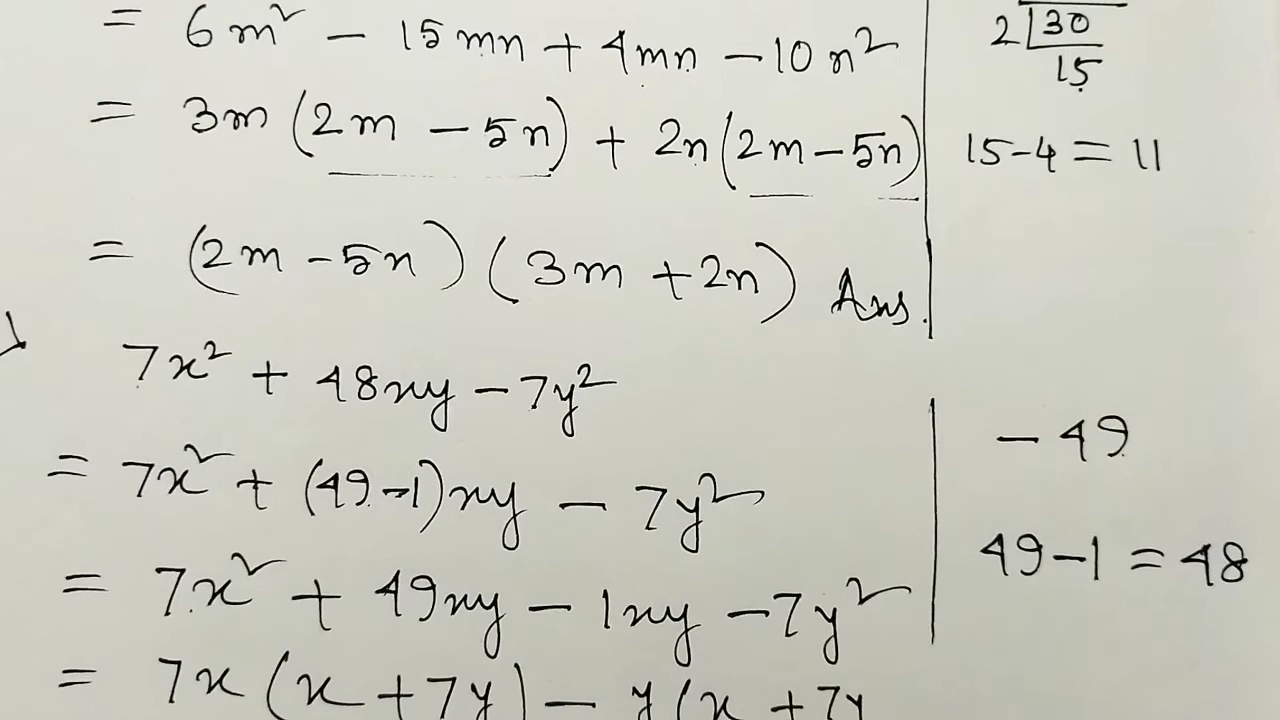 = 6m² - 15mn + 4mn - 10n²
= 3m (2m - 5n) + 2n (2m - 5n)
= (2m - 5n) (3m + 2n) Ans.
2 30
15
15 - 4 = 11
7x² + 48xy - 7y²
= 7x² + (49 - 1)xy - 7y²
= 7x² + 49xy - 1xy - 7y²
= 7x (x + 7y) - y (x + 7y
- 49
49 - 1 = 48